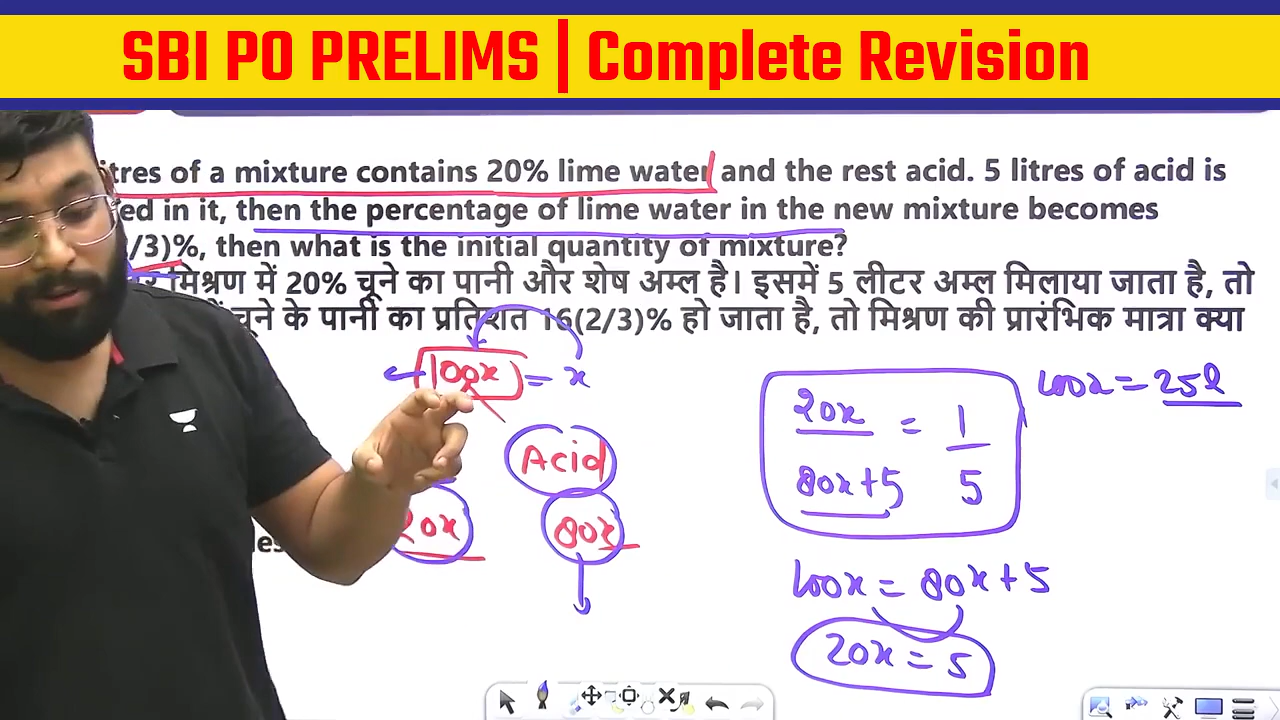 SBI PO PRELIMS | Complete Revision
itres of a mixture contains 20% lime water and the rest acid. 5 litres of acid is
ed in it, then the percentage of lime water in the new mixture becomes
/3)%, then what is the initial quantity of mixture?
मिश्रण में 20% चूने का पानी और शेष अम्ल है। इसमें 5 लीटर अम्ल मिलाया जाता है, तो
में चूने के पानी का प्रतिशत 16(2/3)% हो जाता है, तो मिश्रण की प्रारंभिक मात्रा क्या
100x = x
Acid
20x 80x
20x / 80x+5 = 1 / 5
100x = 25l
100x = 80x+5
20x = 5